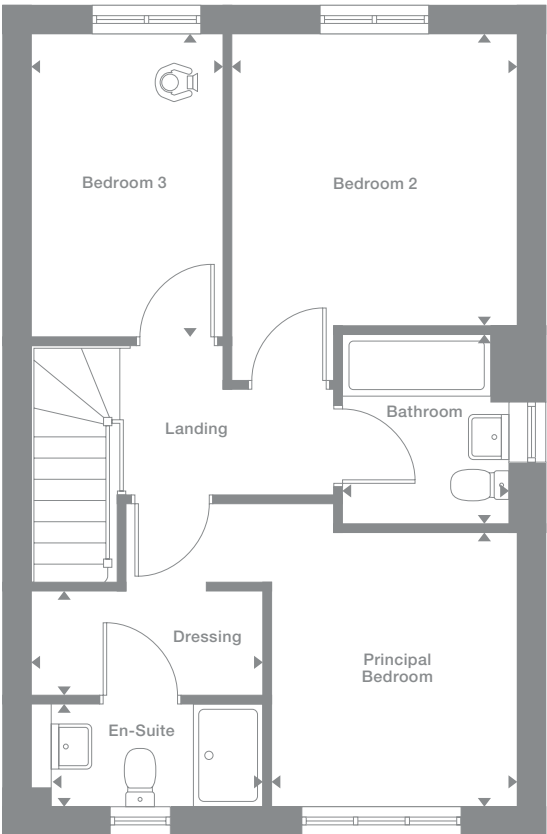 Bedroom 3
Bedroom 2
Landing
Bathroom
Dressing
Principal
Bedroom
En-Suite